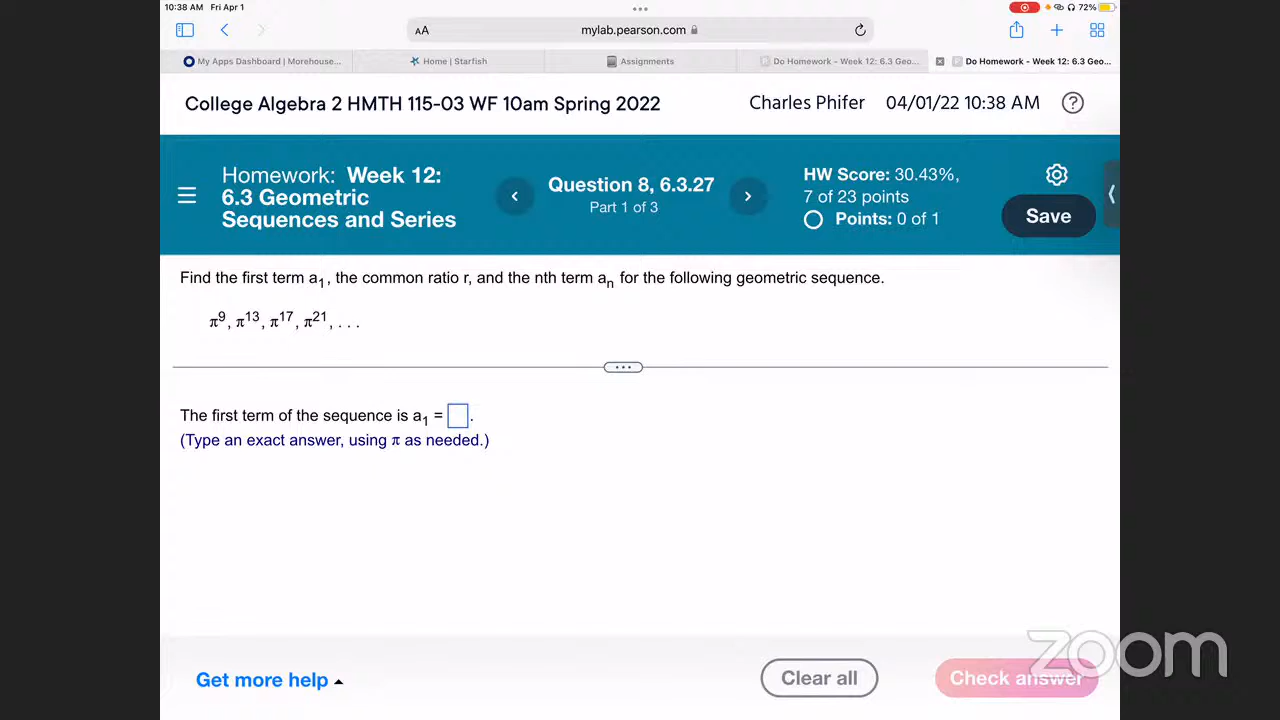 10:38 AM Fri Apr 1
72%
AA mylab.pearson.com
My Apps Dashboard | Morehouse... Home | Starfish Assignments Do Homework - Week 12: 6.3 Geo... Do Homework - Week 12: 6.3 Geo...
College Algebra 2 HMTH 115-03 WF 10am Spring 2022 Charles Phifer 04/01/22 10:38 AM ?
Homework: Week 12:
6.3 Geometric
Sequences and Series
Question 8, 6.3.27
Part 1 of 3
HW Score: 30.43%,
7 of 23 points
Points: 0 of 1
Save
Find the first term a₁, the common ratio r, and the nth term aₙ for the following geometric sequence.
π⁹, π¹³, π¹⁷, π²¹, . . .
The first term of the sequence is a₁ = .
(Type an exact answer, using π as needed.)
Get more help
Clear all
Check answer
zoom